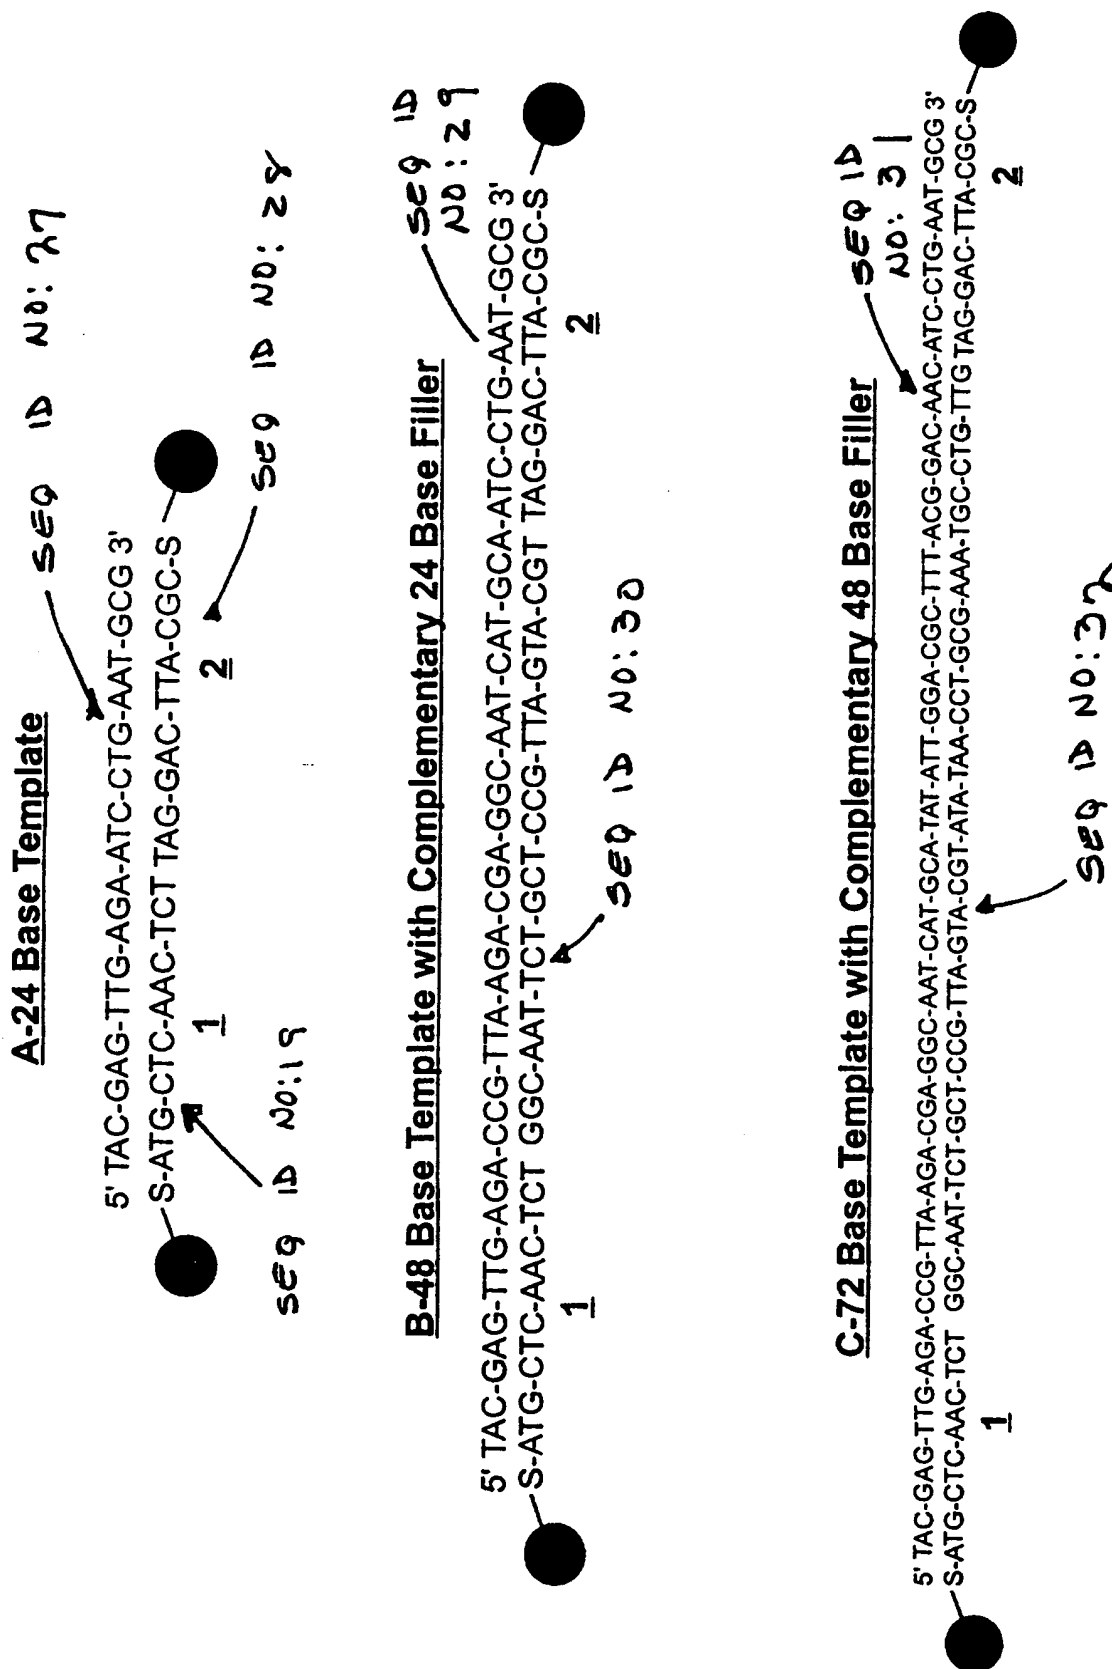 A-24 Base Template
SEQ ID NO: 27
5' TAC-GAG-TTG-AGA-ATC-CTG-AAT-GCG 3'
S-ATG-CTC-AAC-TCT TAG-GAC-TTA-CGC-S
1
2
SEQ ID NO:19
SEQ ID NO: 28
B-48 Base Template with Complementary 24 Base Filler
SEQ ID
NO: 29
5' TAC-GAG-TTG-AGA-CCG-TTA-AGA-CGA-GGC-AAT-CAT-GCA-ATC-CTG-AAT-GCG 3'
S-ATG-CTC-AAC-TCT GGC-AAT-TCT-GCT-CCG-TTA-GTA-CGT TAG-GAC-TTA-CGC-S
1
2
SEQ ID NO:30
C-72 Base Template with Complementary 48 Base Filler
SEQ ID
NO: 31
5' TAC-GAG-TTG-AGA-CCG-TTA-AGA-CGA-GGC-AAT-CAT-GCA-TAT-ATT-GGA-CGC-TTT-ACG-GAC-AAC-ATC-CTG-AAT-GCG 3'
S-ATG-CTC-AAC-TCT GGC-AAT-TCT-GCT-CCG-TTA-GTA-CGT-ATA-TAA-CCT-GCG-AAA-TGC-CTG-TTG TAG-GAC-TTA-CGC-S
1
2
SEQ ID NO:32